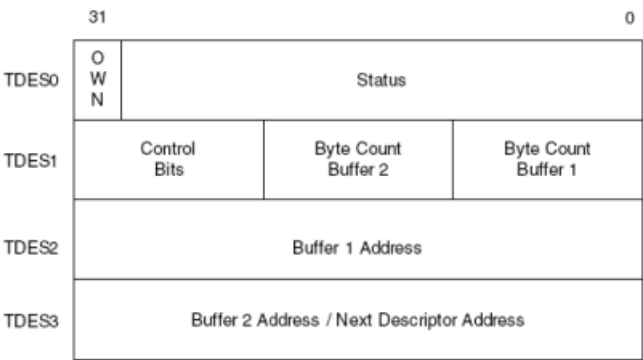 31 0
TDES0 O W N Status
TDES1 Control Bits Byte Count Buffer 2 Byte Count Buffer 1
TDES2 Buffer 1 Address
TDES3 Buffer 2 Address / Next Descriptor Address